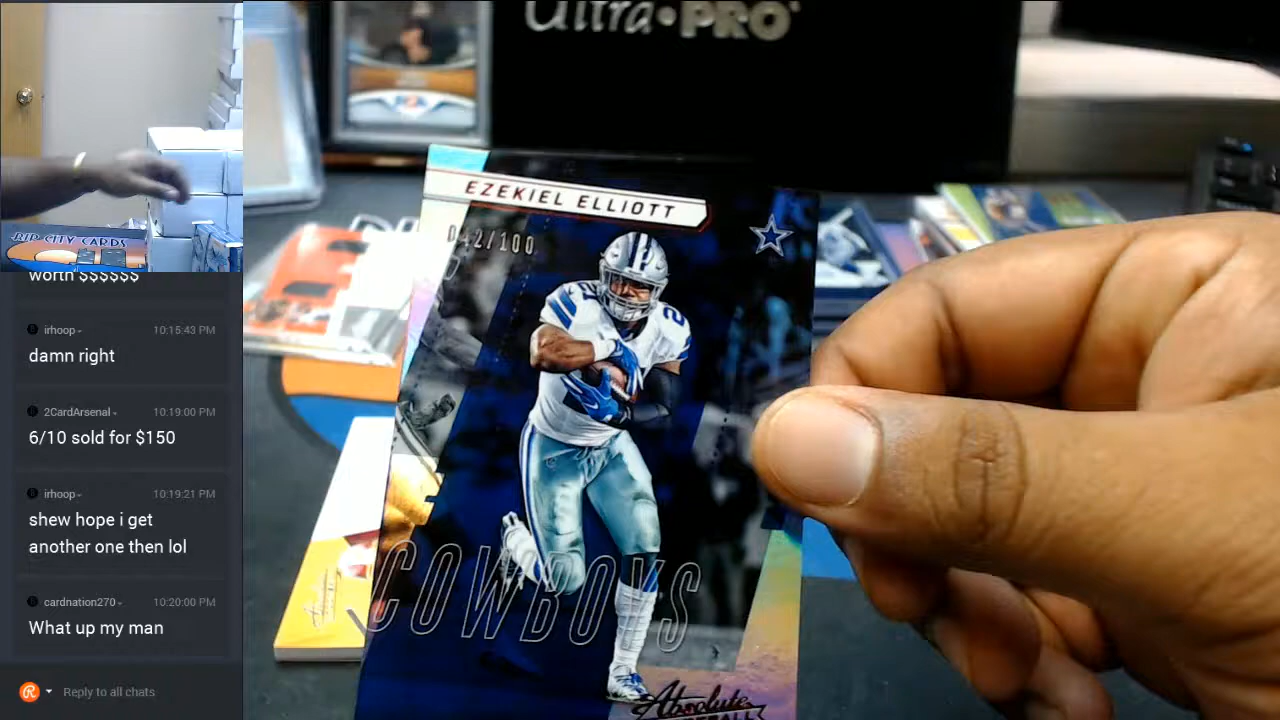 Ultra•PRO
EZEKIEL ELLIOTT
042/100
COWBOYS
Absolute
FOOTBALL
RIP CITY CARDS
worth $$$$$$
irhoop
10:15:43 PM
damn right
2CardArsenal
10:19:00 PM
6/10 sold for $150
irhoop
10:19:21 PM
shew hope i get
another one then lol
cardnation270
10:20:00 PM
What up my man
Reply to all chats